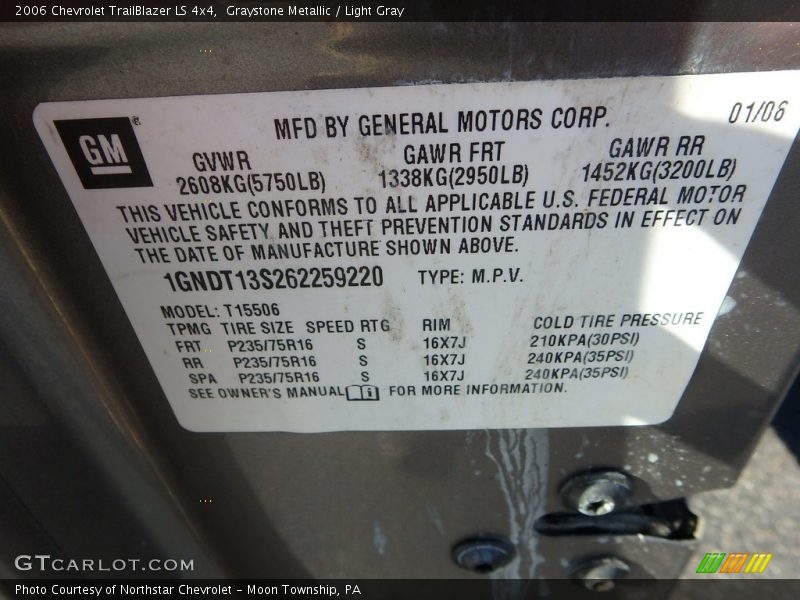 2006 Chevrolet TrailBlazer LS 4x4,  Graystone Metallic / Light Gray
GM®
MFD BY GENERAL MOTORS CORP.
01/06
GVWR GAWR FRT GAWR RR
2608KG(5750LB) 1338KG(2950LB) 1452KG(3200LB)
THIS VEHICLE CONFORMS TO ALL APPLICABLE U.S. FEDERAL MOTOR
VEHICLE SAFETY AND THEFT PREVENTION STANDARDS IN EFFECT ON
THE DATE OF MANUFACTURE SHOWN ABOVE.
1GNDT13S262259220 TYPE: M.P.V.
MODEL: T15506
TPMG TIRE SIZE SPEED RTG RIM COLD TIRE PRESSURE
FRT P235/75R16 S 16X7J 210KPA(30PSI)
RR P235/75R16 S 16X7J 240KPA(35PSI)
SPA P235/75R16 S 16X7J 240KPA(35PSI)
SEE OWNER'S MANUAL FOR MORE INFORMATION.
GTCARLOT.COM
Photo Courtesy of Northstar Chevrolet - Moon Township, PA